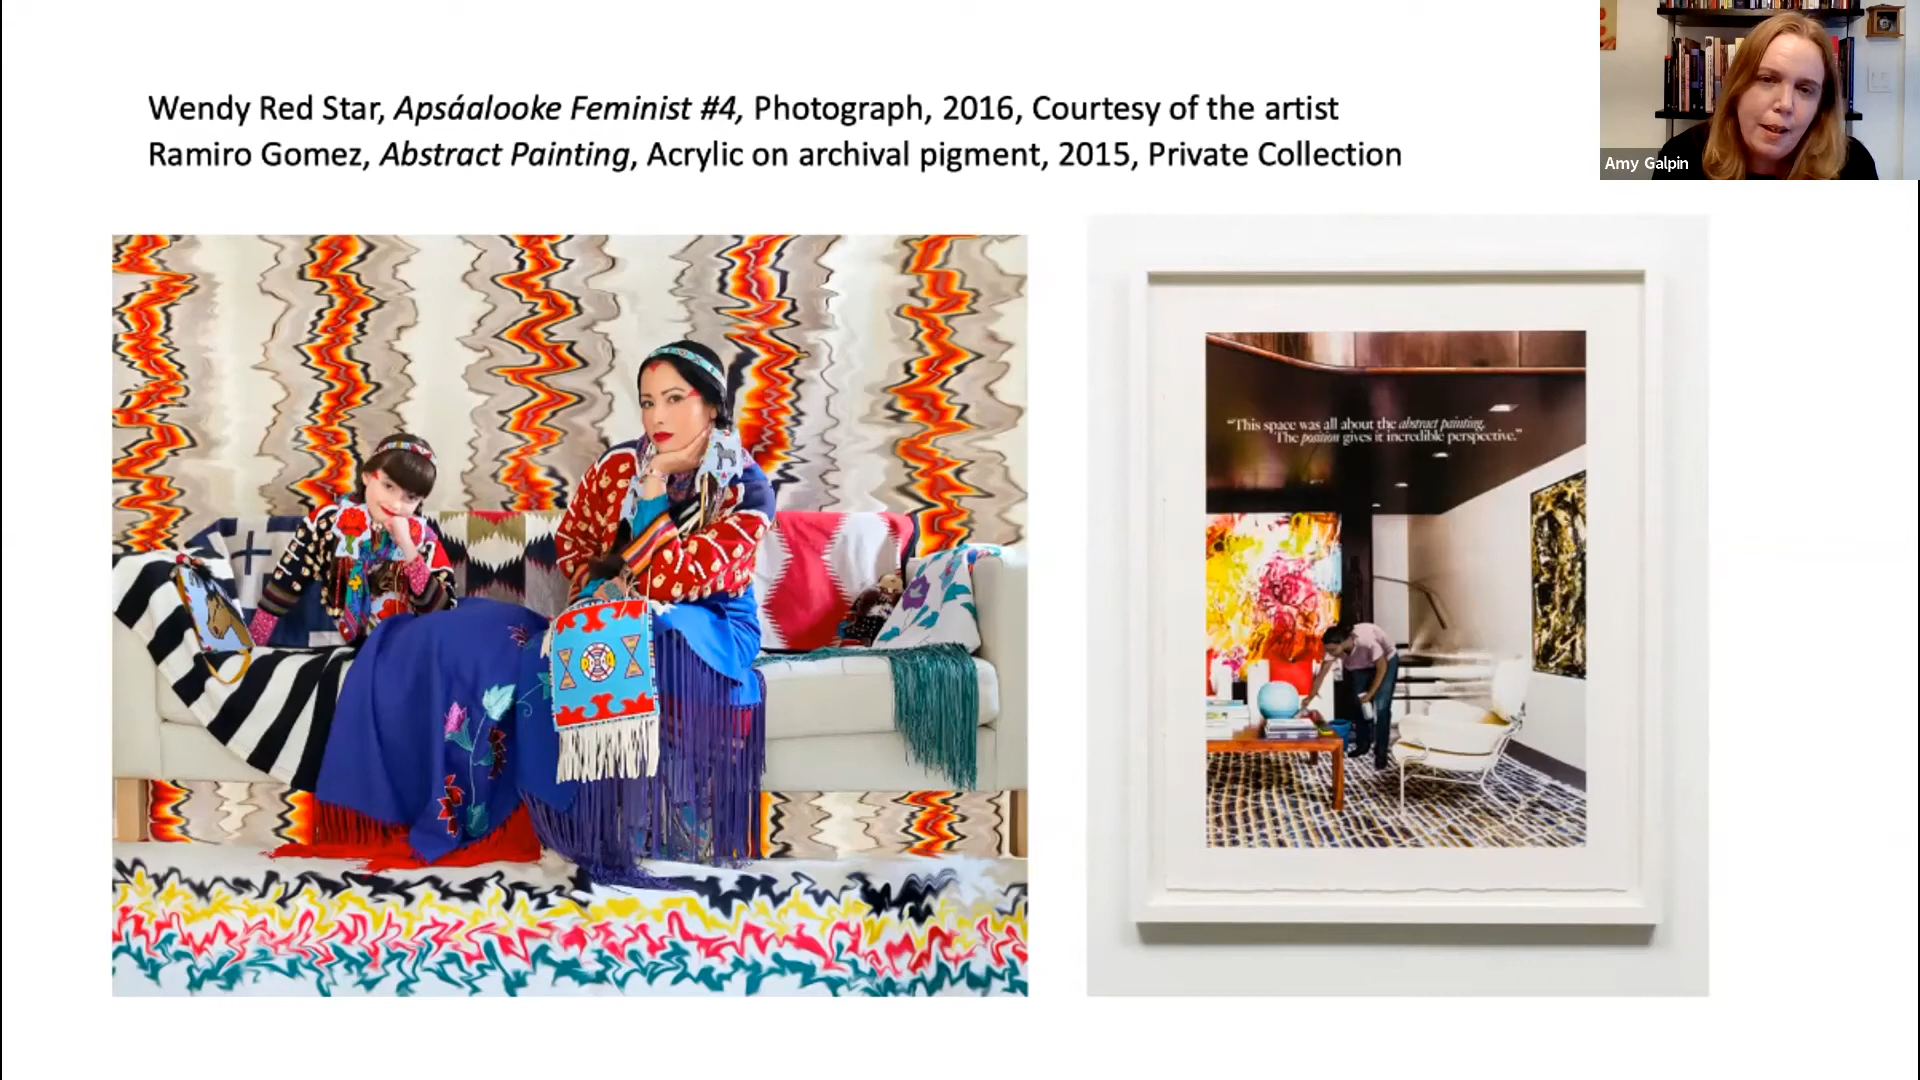 Wendy Red Star, Apsáalooke Feminist #4, Photograph, 2016, Courtesy of the artist
Ramiro Gomez, Abstract Painting, Acrylic on archival pigment, 2015, Private Collection
Amy Galpin
"This space was all about the abstract painting.
The position gives it incredible perspective."